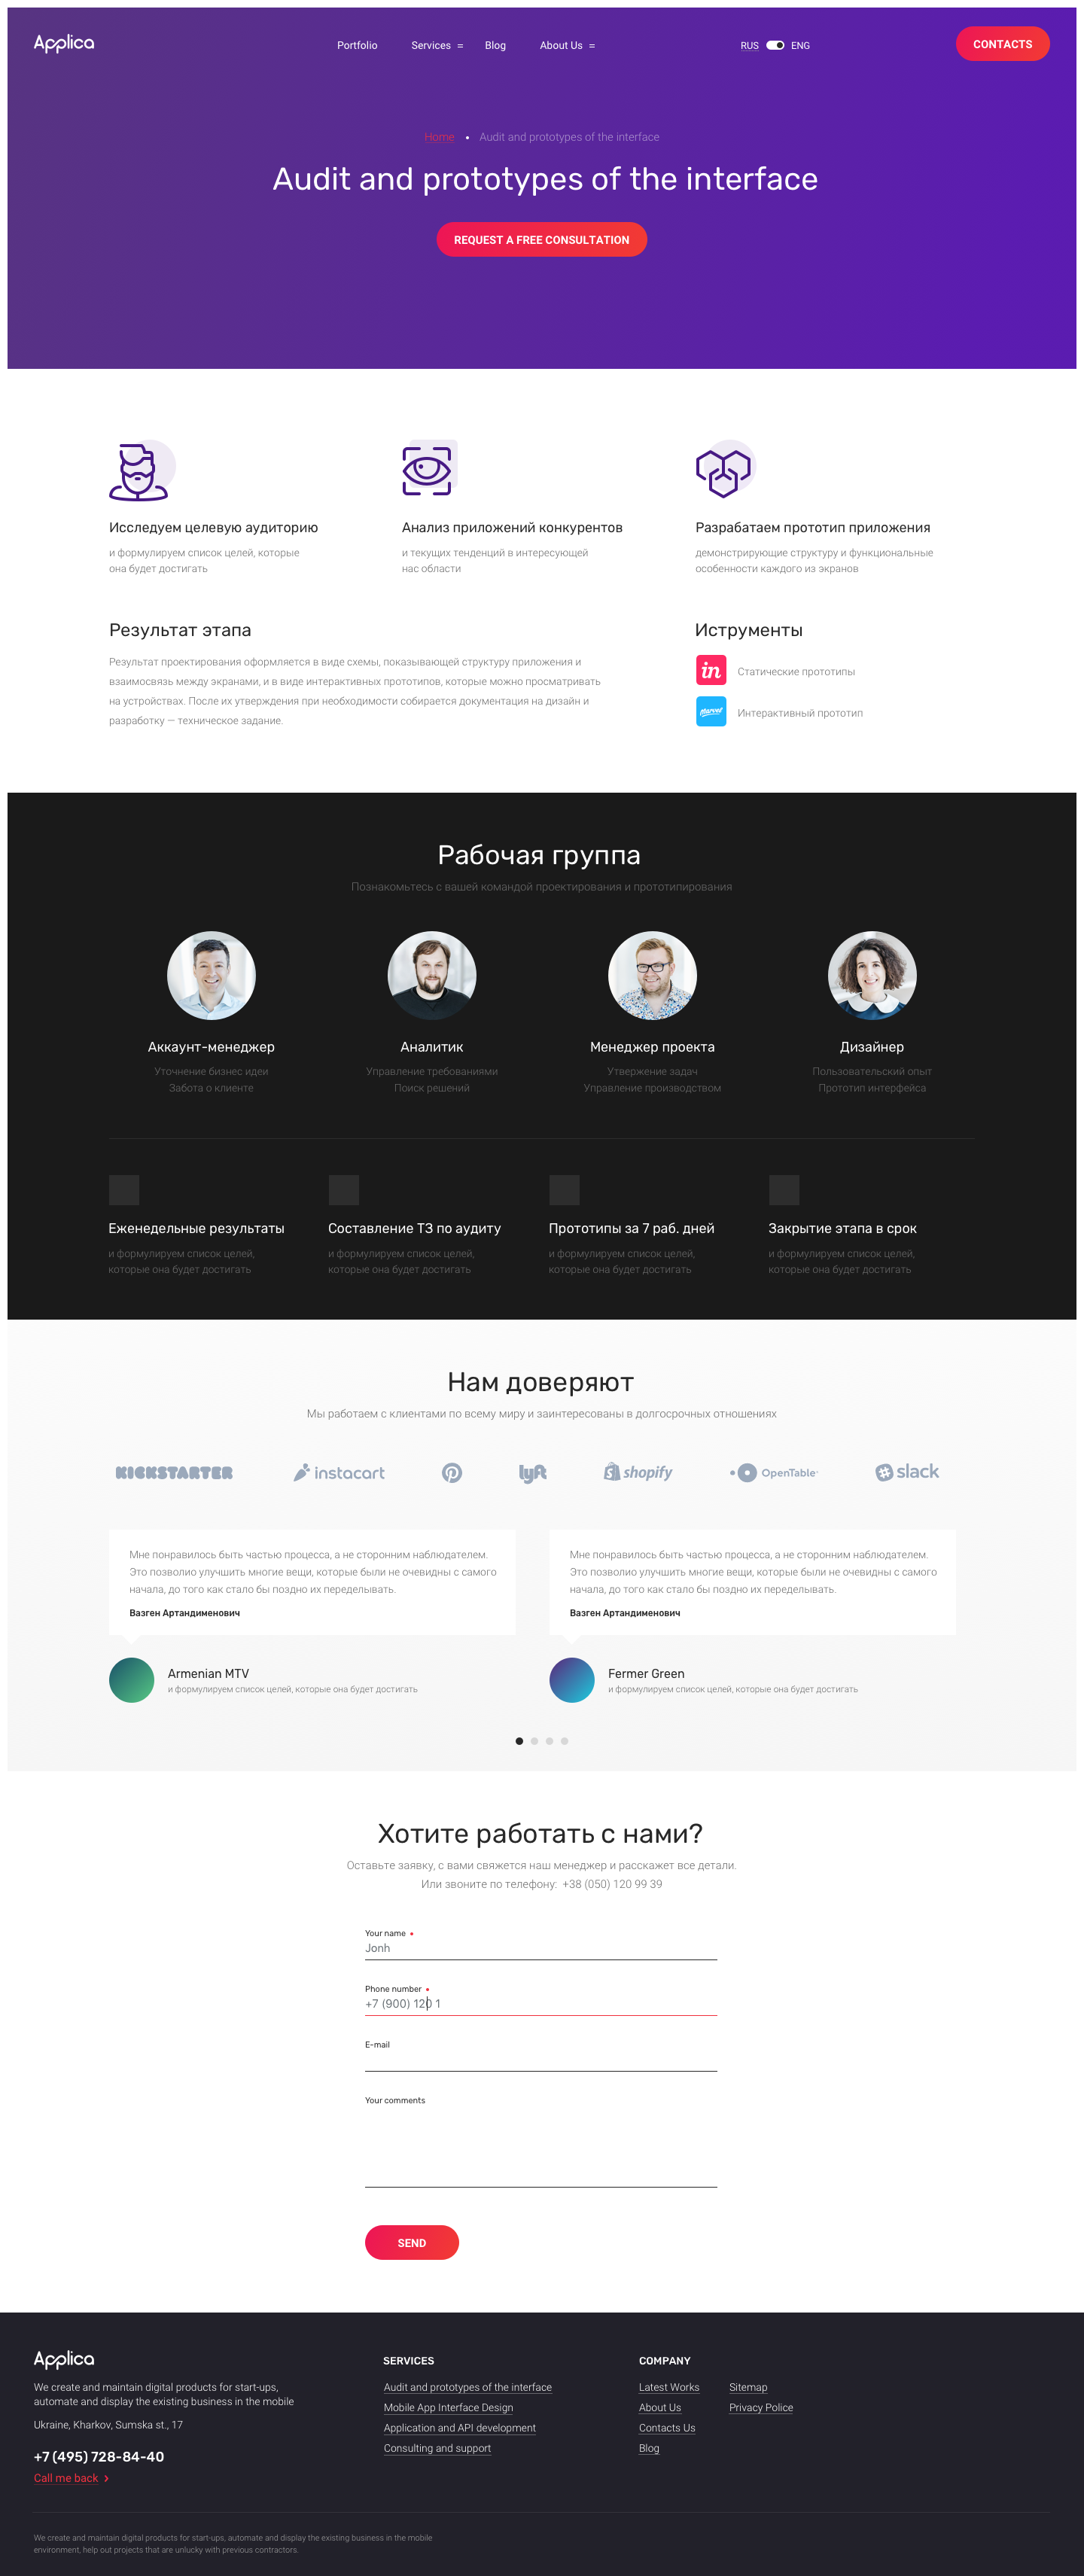 Applica
Portfolio Services Blog About Us
RUS ENG
CONTACTS
Home • Audit and prototypes of the interface
Audit and prototypes of the interface
REQUEST A FREE CONSULTATION
Исследуем целевую аудиторию
и формулируем список целей, которые
она будет достигать
Анализ приложений конкурентов
и текущих тенденций в интересующей
нас области
Разрабатаем прототип приложения
демонстрирующие структуру и функциональные
особенности каждого из экранов
Результат этапа
Результат проектирования оформляется в виде схемы, показывающей структуру приложения и
взаимосвязь между экранами, и в виде интерактивных прототипов, которые можно просматривать
на устройствах. После их утверждения при необходимости собирается документация на дизайн и
разработку — техническое задание.
Иструменты
in
Статические прототипы
marvel
Интерактивный прототип
Рабочая группа
Познакомьтесь с вашей командой проектирования и прототипирования
Аккаунт-менеджер
Уточнение бизнес идеи
Забота о клиенте
Аналитик
Управление требованиями
Поиск решений
Менеджер проекта
Утвержение задач
Управление производством
Дизайнер
Пользовательский опыт
Прототип интерфейса
Еженедельные результаты
и формулируем список целей,
которые она будет достигать
Составление ТЗ по аудиту
и формулируем список целей,
которые она будет достигать
Прототипы за 7 раб. дней
и формулируем список целей,
которые она будет достигать
Закрытие этапа в срок
и формулируем список целей,
которые она будет достигать
Нам доверяют
Мы работаем с клиентами по всему миру и заинтересованы в долгосрочных отношениях
KICKSTARTER instacart lyft shopify OpenTable slack
Мне понравилось быть частью процесса, а не сторонним наблюдателем.
Это позволио улучшить многие вещи, которые были не очевидны с самого
начала, до того как стало бы поздно их переделывать.
Вазген Артандименович
Armenian MTV
и формулируем список целей, которые она будет достигать
Мне понравилось быть частью процесса, а не сторонним наблюдателем.
Это позволио улучшить многие вещи, которые были не очевидны с самого
начала, до того как стало бы поздно их переделывать.
Вазген Артандименович
Fermer Green
и формулируем список целей, которые она будет достигать
Хотите работать с нами?
Оставьте заявку, с вами свяжется наш менеджер и расскажет все детали.
Или звоните по телефону: +38 (050) 120 99 39
Your name
Jonh
Phone number
+7 (900) 120 1
E-mail
Your comments
SEND
Applica
We create and maintain digital products for start-ups,
automate and display the existing business in the mobile
Ukraine, Kharkov, Sumska st., 17
+7 (495) 728-84-40
Call me back
SERVICES
Audit and prototypes of the interface
Mobile App Interface Design
Application and API development
Consulting and support
COMPANY
Latest Works
About Us
Contacts Us
Blog
Sitemap
Privacy Police
We create and maintain digital products for start-ups, automate and display the existing business in the mobile
environment, help out projects that are unlucky with previous contractors.